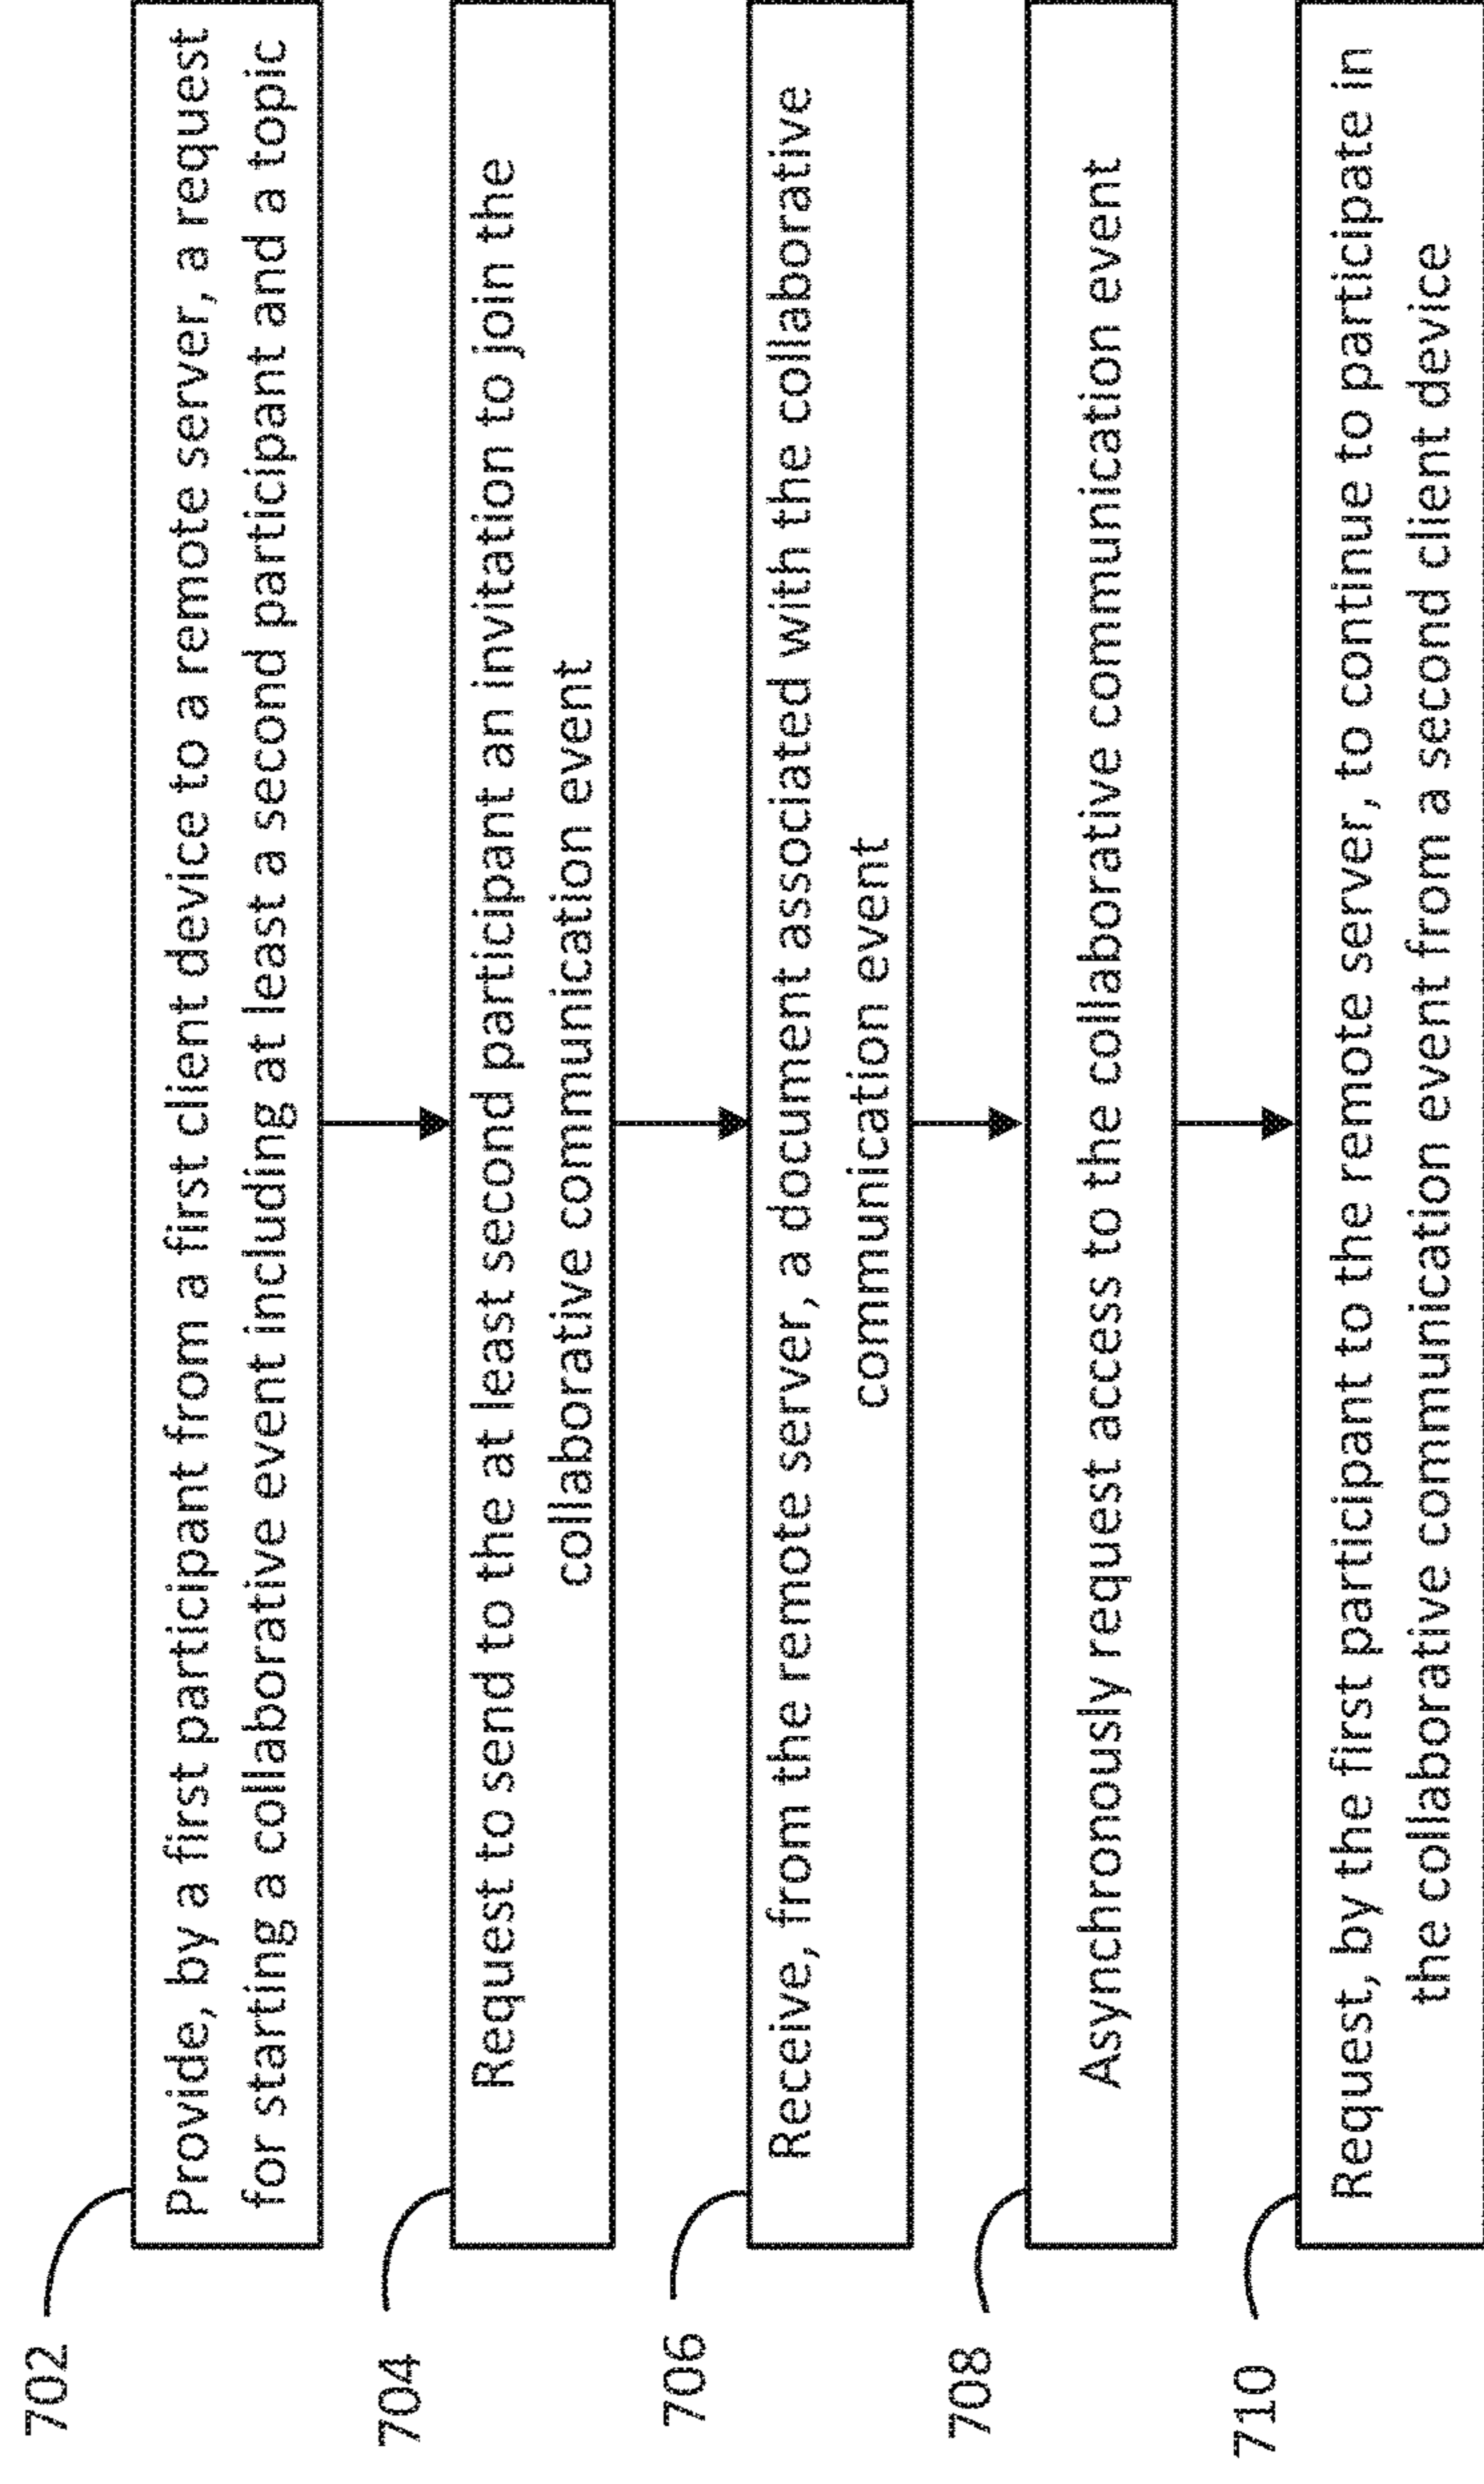 702
Provide, by a first participant from a first client device to a remote server, a request
for starting a collaborative event including at least a second participant and a topic
704
Request to send to the at least second participant an invitation to join the
collaborative communication event
706
Receive, from the remote server, a document associated with the collaborative
communication event
708
Asynchronously request access to the collaborative communication event
710
Request, by the first participant to the remote server, to continue to participate in
the collaborative communication event from a second client device